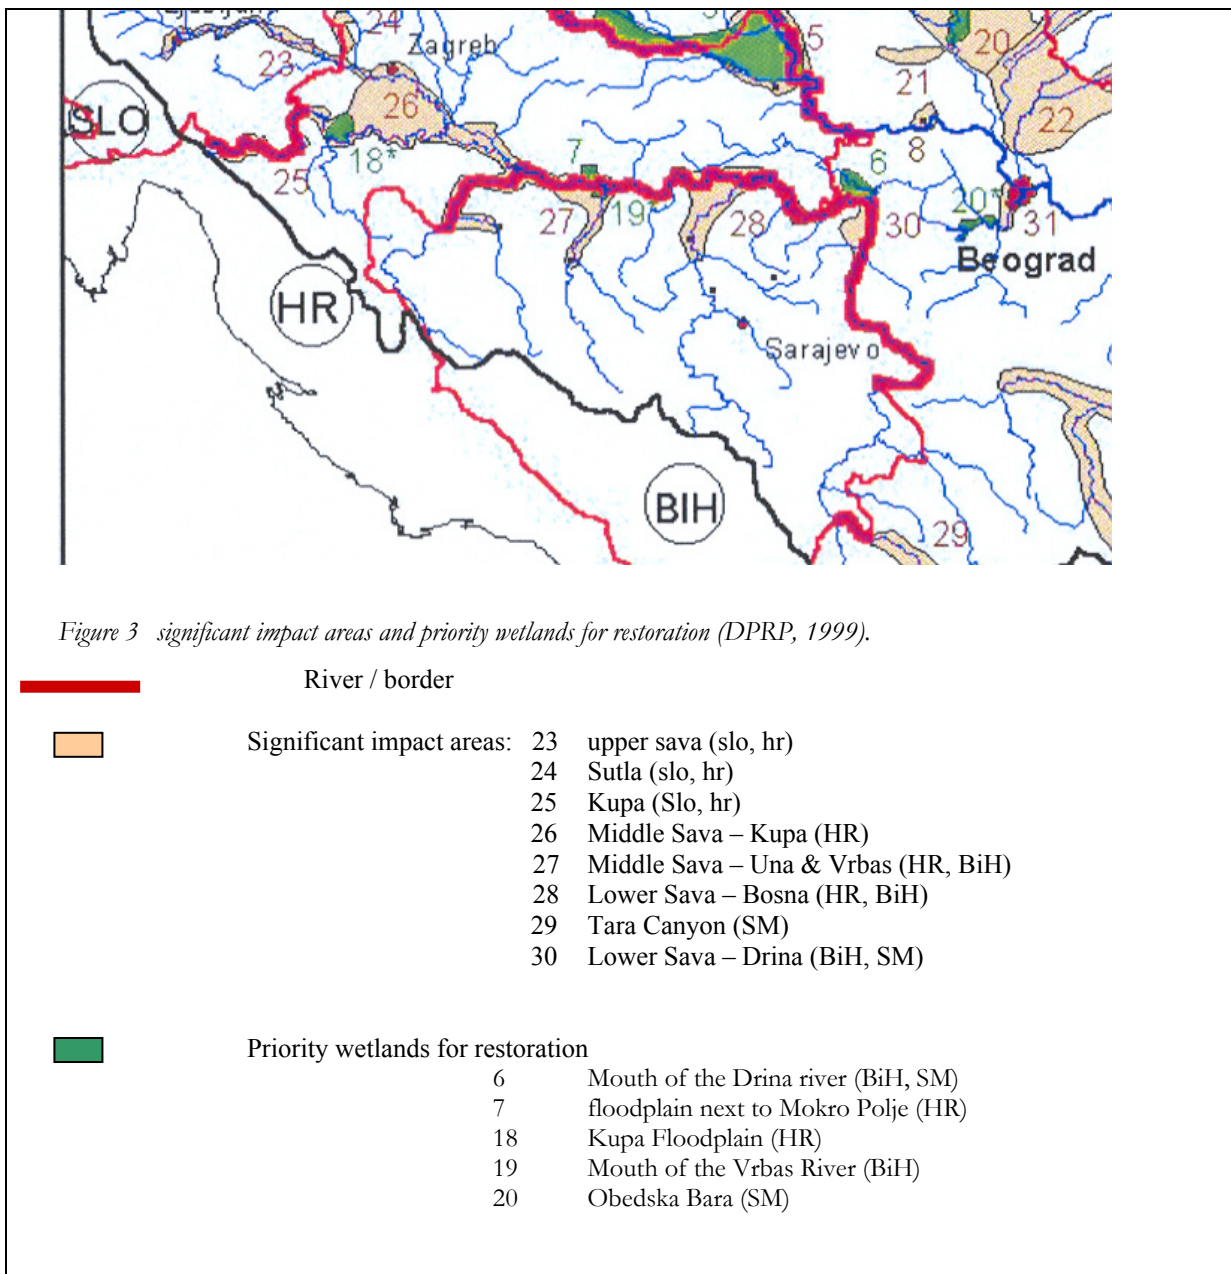 24
Zagreb
5
20
23
21
26
22
SLO
8
7
6
18*
25
20*
27
19
28
30
31
Beograd
HR
Sarajevo
BIH
29
Figure 3 significant impact areas and priority wetlands for restoration (DPRP, 1999).
River / border
Significant impact areas: 23 upper sava (slo, hr)
24 Sutla (slo, hr)
25 Kupa (Slo, hr)
26 Middle Sava – Kupa (HR)
27 Middle Sava – Una & Vrbas (HR, BiH)
28 Lower Sava – Bosna (HR, BiH)
29 Tara Canyon (SM)
30 Lower Sava – Drina (BiH, SM)
Priority wetlands for restoration
6 Mouth of the Drina river (BiH, SM)
7 floodplain next to Mokro Polje (HR)
18 Kupa Floodplain (HR)
19 Mouth of the Vrbas River (BiH)
20 Obedska Bara (SM)